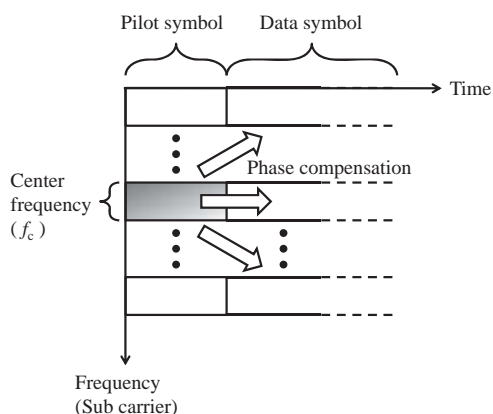 Pilot symbol
Data symbol
Time
Phase compensation
Center
frequency
(fc)
Frequency
(Sub carrier)